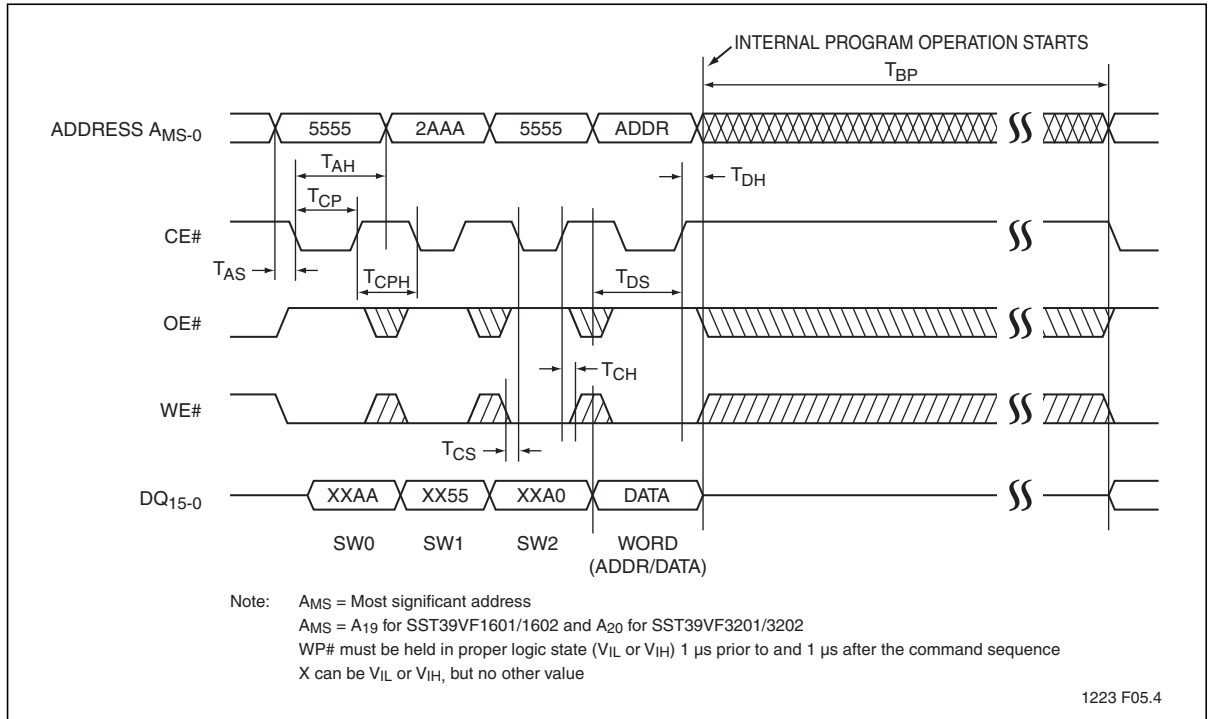 INTERNAL PROGRAM OPERATION STARTS
TBP
ADDRESS AMS-0
5555
2AAA
5555
ADDR
TAH
TDH
TCP
CE#
TAS
TCPH
TDS
OE#
TCH
WE#
TCS
DQ15-0
XXAA
XX55
XXA0
DATA
SW0
SW1
SW2
WORD
(ADDR/DATA)
Note: AMS = Most significant address
AMS = A19 for SST39VF1601/1602 and A20 for SST39VF3201/3202
WP# must be held in proper logic state (VIL or VIH) 1 µs prior to and 1 µs after the command sequence
X can be VIL or VIH, but no other value
1223 F05.4